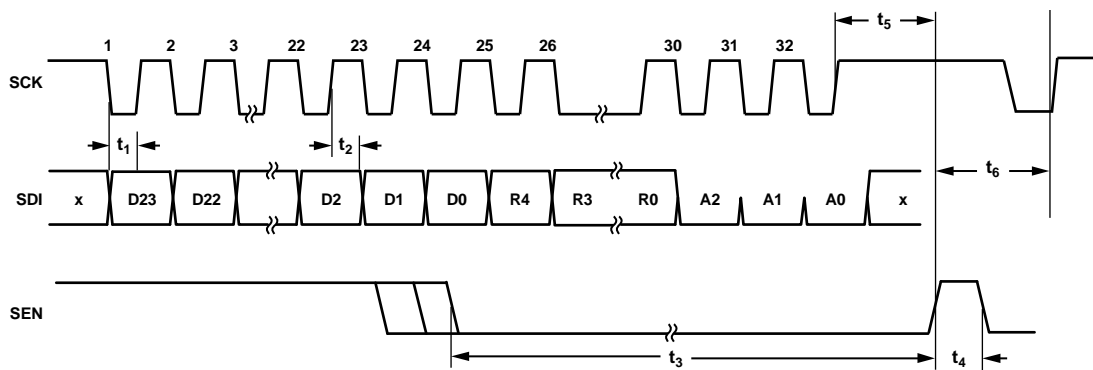 1 2 3 22 23 24 25 26 30 31 32 t5
SCK
t1 t2 t6
SDI x D23 D22 D2 D1 D0 R4 R3 R0 A2 A1 A0 x
SEN
t3 t4